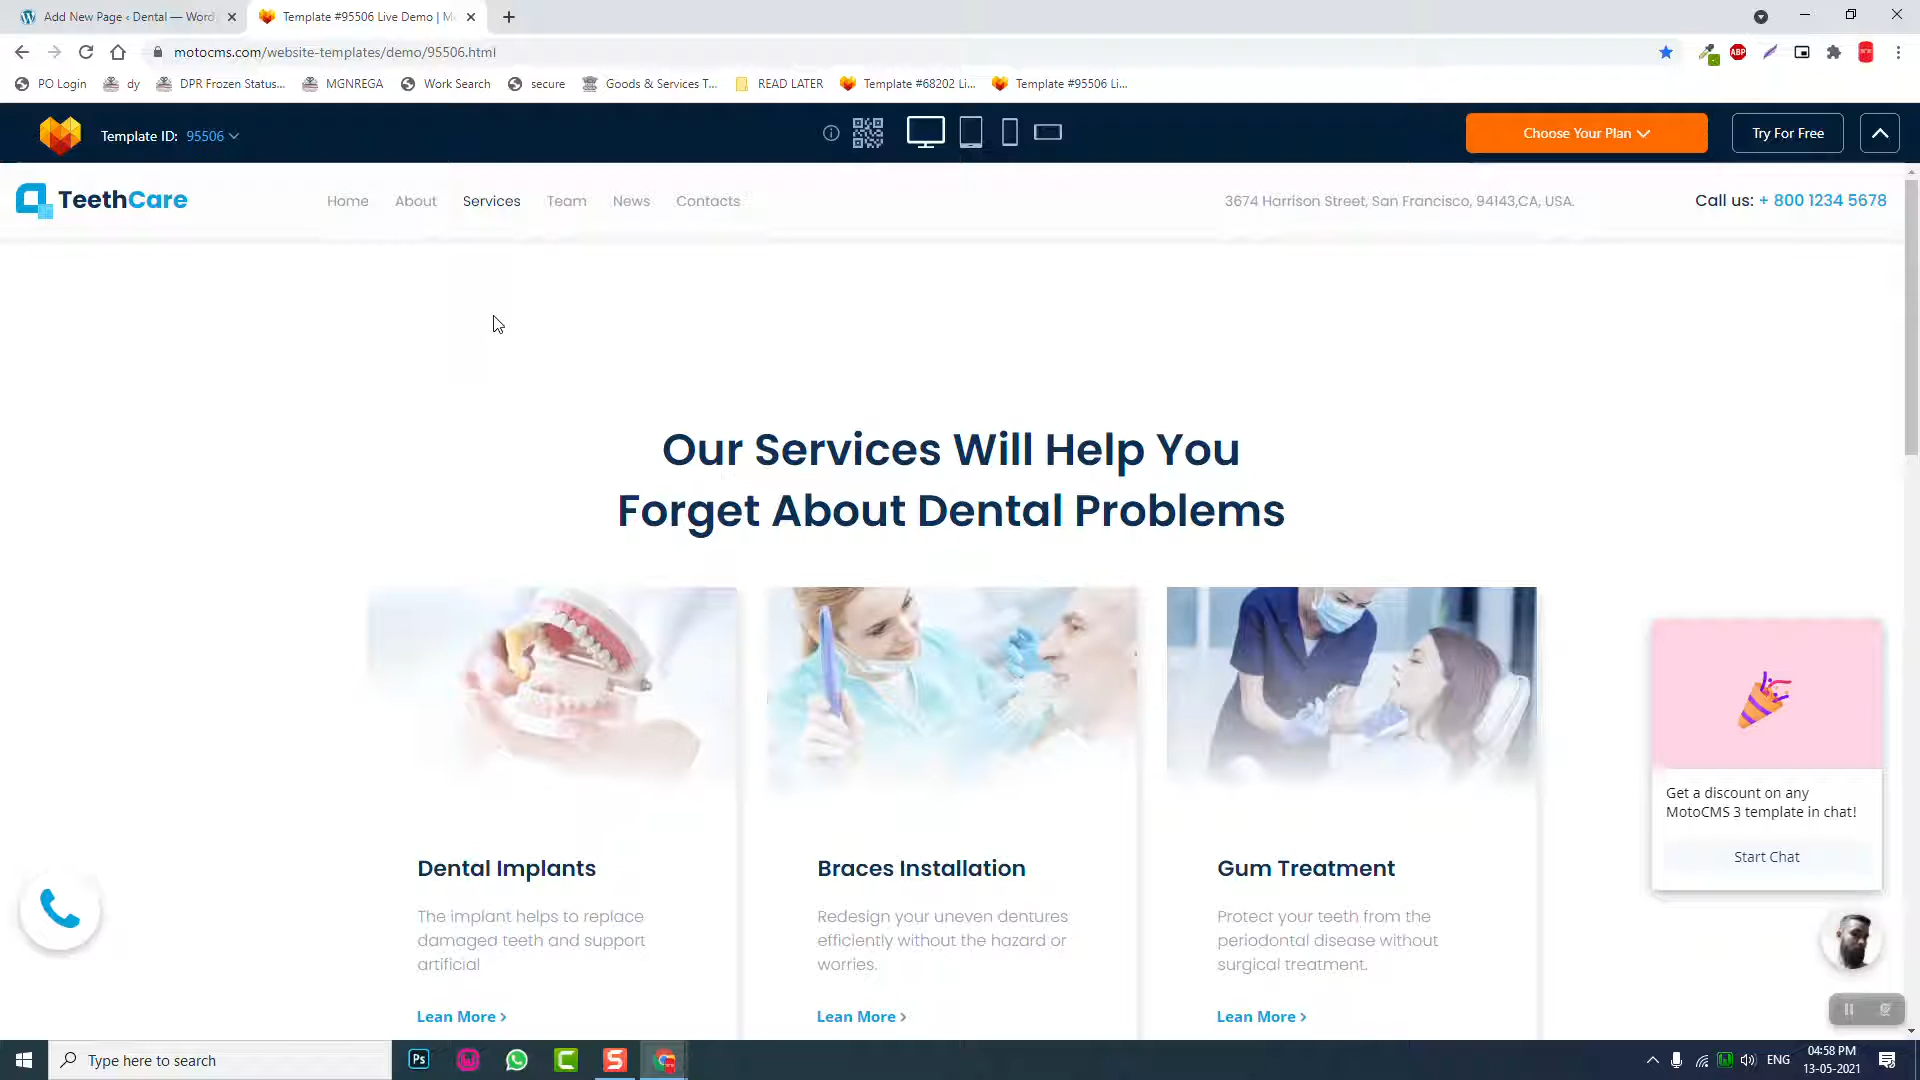 Add New Page ‹ Dental — Word
Template #95506 Live Demo | M
motocms.com/website-templates/demo/95506.html
PO Login
dy
DPR Frozen Status...
MGNREGA
Work Search
secure
Goods & Services T...
READ LATER
Template #68202 Li...
Template #95506 Li...
Template ID: 95506
Choose Your Plan
Try For Free
TeethCare
Home
About
Services
Team
News
Contacts
3674 Harrison Street, San Francisco, 94143,CA, USA.
Call us: + 800 1234 5678
Our Services Will Help You
Forget About Dental Problems
Dental Implants
The implant helps to replace
damaged teeth and support
artificial
Lean More >
Braces Installation
Redesign your uneven dentures
efficiently without the hazard or
worries.
Lean More >
Gum Treatment
Protect your teeth from the
periodontal disease without
surgical treatment.
Lean More >
Get a discount on any
MotoCMS 3 template in chat!
Start Chat
Type here to search
ENG
04:58 PM
13-05-2021